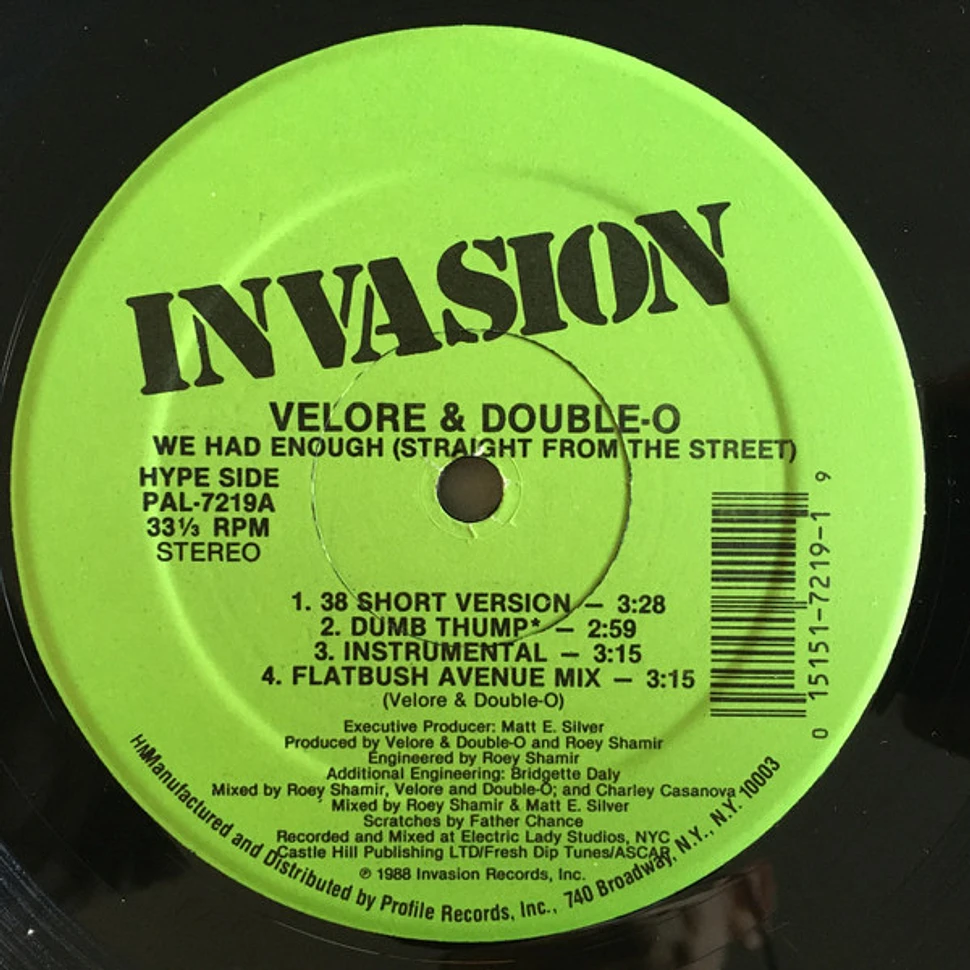 INVASION
VELORE & DOUBLE-O
WE HAD ENOUGH (STRAIGHT FROM THE STREET)
HYPE SIDE
PAL-7219A
33⅓ RPM
STEREO
0 15151-7219-1 9
1. 38 SHORT VERSION — 3:28
2. DUMB THUMP* — 2:59
3. INSTRUMENTAL — 3:15
4. FLATBUSH AVENUE MIX — 3:15
(Velore & Double-O)
Executive Producer: Matt E. Silver
Produced by Velore & Double-O and Roey Shamir
Engineered by Roey Shamir
Additional Engineering: Bridgette Daly
Mixed by Roey Shamir, Velore and Double-O; and Charley Casanova
*Mixed by Roey Shamir & Matt E. Silver
Scratches by Father Chance
Recorded and Mixed at Electric Lady Studios, NYC
Castle Hill Publishing LTD/Fresh Dip Tunes/ASCAP
℗ 1988 Invasion Records, Inc.
HM Manufactured and Distributed by Profile Records, Inc., 740 Broadway, N.Y., N.Y. 10003